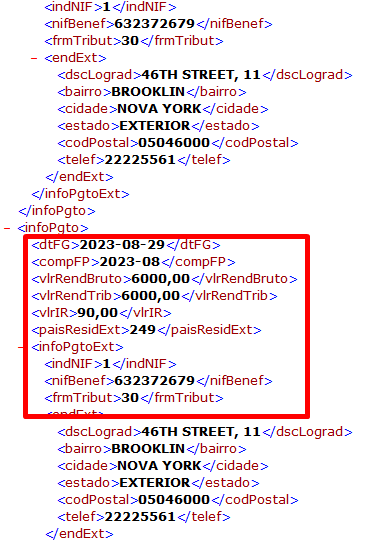 <indNIF>1</indNIF>
<nifBenef>632372679</nifBenef>
<frmTribut>30</frmTribut>
- <endExt>
<dscLograd>46TH STREET, 11</dscLograd>
<bairro>BROOKLIN</bairro>
<cidade>NOVA YORK</cidade>
<estado>EXTERIOR</estado>
<codPostal>05046000</codPostal>
<telef>22225561</telef>
</endExt>
</infoPgtoExt>
</infoPgto>
- <infoPgto>
<dtFG>2023-08-29</dtFG>
<compFP>2023-08</compFP>
<vlrRendBruto>6000,00</vlrRendBruto>
<vlrRendTrib>6000,00</vlrRendTrib>
<vlrIR>90,00</vlrIR>
<paisResidExt>249</paisResidExt>
- <infoPgtoExt>
<indNIF>1</indNIF>
<nifBenef>632372679</nifBenef>
<frmTribut>30</frmTribut>
<endExt>
<dscLograd>46TH STREET, 11</dscLograd>
<bairro>BROOKLIN</bairro>
<cidade>NOVA YORK</cidade>
<estado>EXTERIOR</estado>
<codPostal>05046000</codPostal>
<telef>22225561</telef>
</endExt>